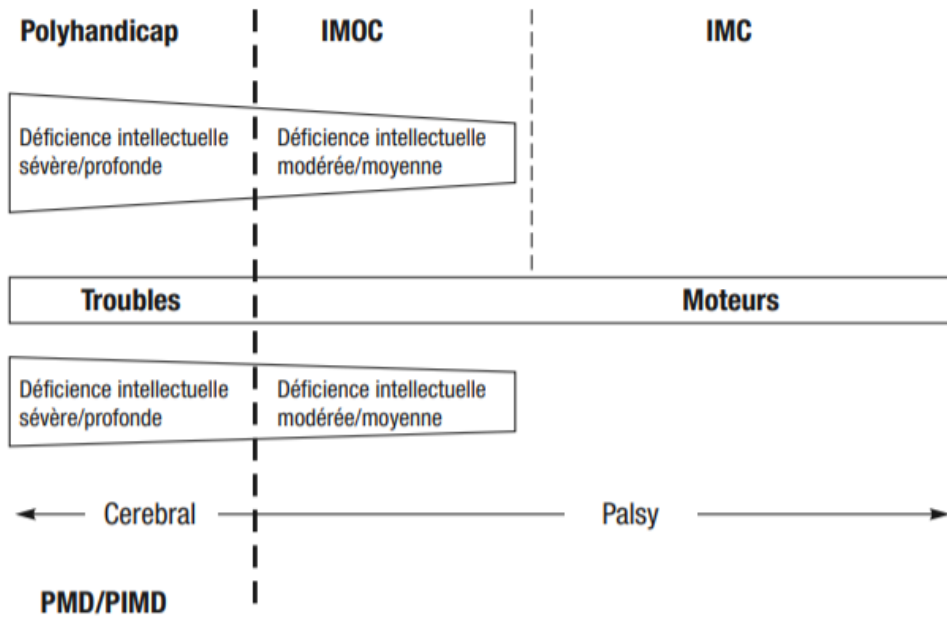 Polyhandicap IMOC IMC
Déficience intellectuelle
sévère/profonde
Déficience intellectuelle
modérée/moyenne
Troubles Moteurs
Déficience intellectuelle
sévère/profonde
Déficience intellectuelle
modérée/moyenne
Cerebral Palsy
PMD/PIMD